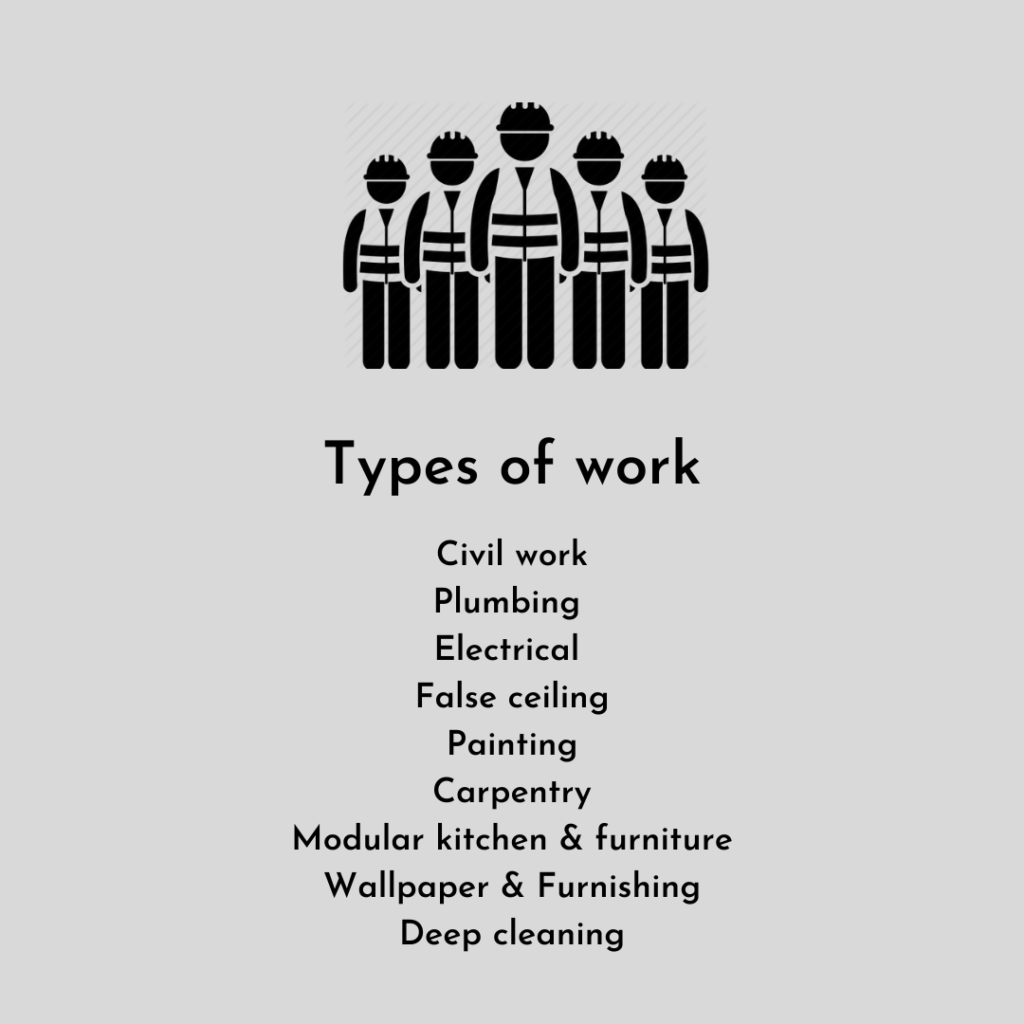 Types of work
Civil work
Plumbing
Electrical
False ceiling
Painting
Carpentry
Modular kitchen & furniture
Wallpaper & Furnishing
Deep cleaning